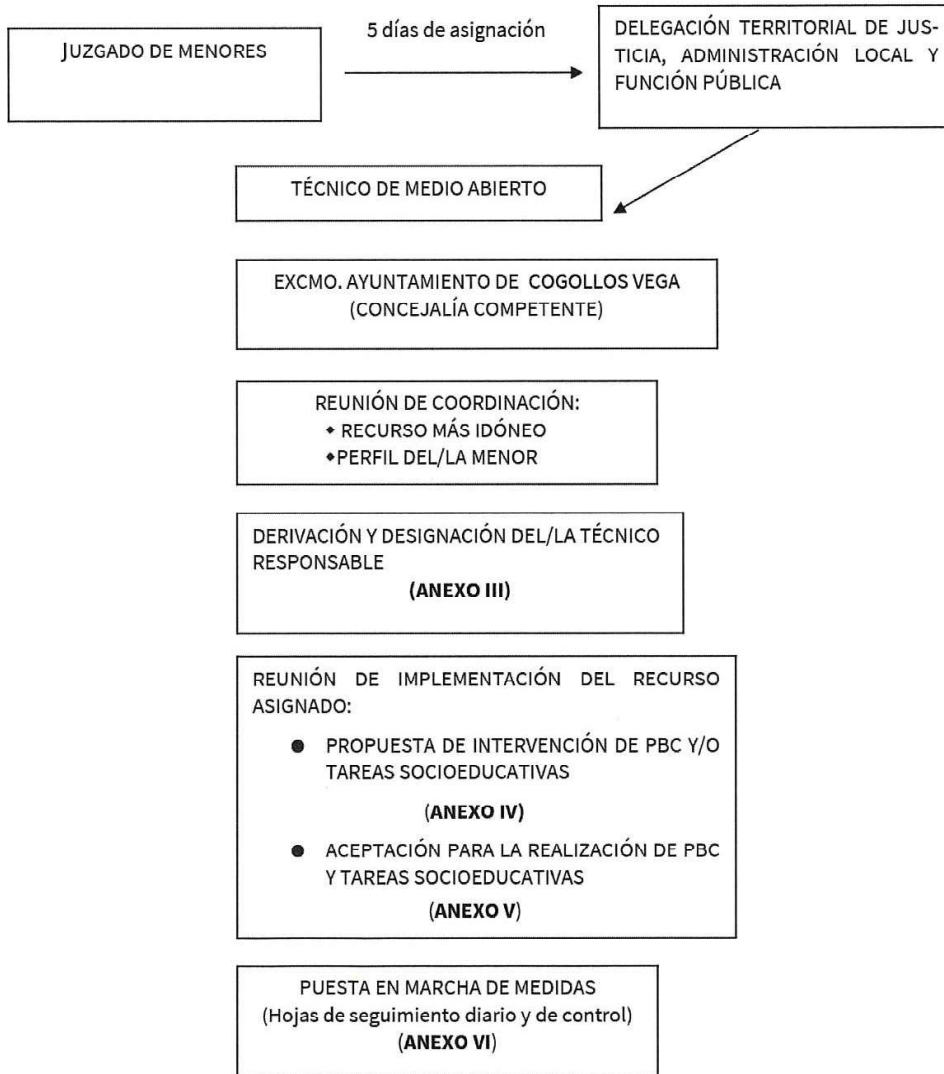 JUZGADO DE MENORES
5 días de asignación
DELEGACIÓN TERRITORIAL DE JUS-
TICIA, ADMINISTRACIÓN LOCAL Y
FUNCIÓN PÚBLICA
TÉCNICO DE MEDIO ABIERTO
EXCMO. AYUNTAMIENTO DE COGOLLOS VEGA
(CONCEJALÍA COMPETENTE)
REUNIÓN DE COORDINACIÓN:
◆ RECURSO MÁS IDÓNEO
◆PERFIL DEL/LA MENOR
DERIVACIÓN Y DESIGNACIÓN DEL/LA TÉCNICO
RESPONSABLE
(ANEXO III)
REUNIÓN DE IMPLEMENTACIÓN DEL RECURSO
ASIGNADO:
● PROPUESTA DE INTERVENCIÓN DE PBC Y/O
TAREAS SOCIOEDUCATIVAS
(ANEXO IV)
● ACEPTACIÓN PARA LA REALIZACIÓN DE PBC
Y TAREAS SOCIOEDUCATIVAS
(ANEXO V)
PUESTA EN MARCHA DE MEDIDAS
(Hojas de seguimiento diario y de control)
(ANEXO VI)